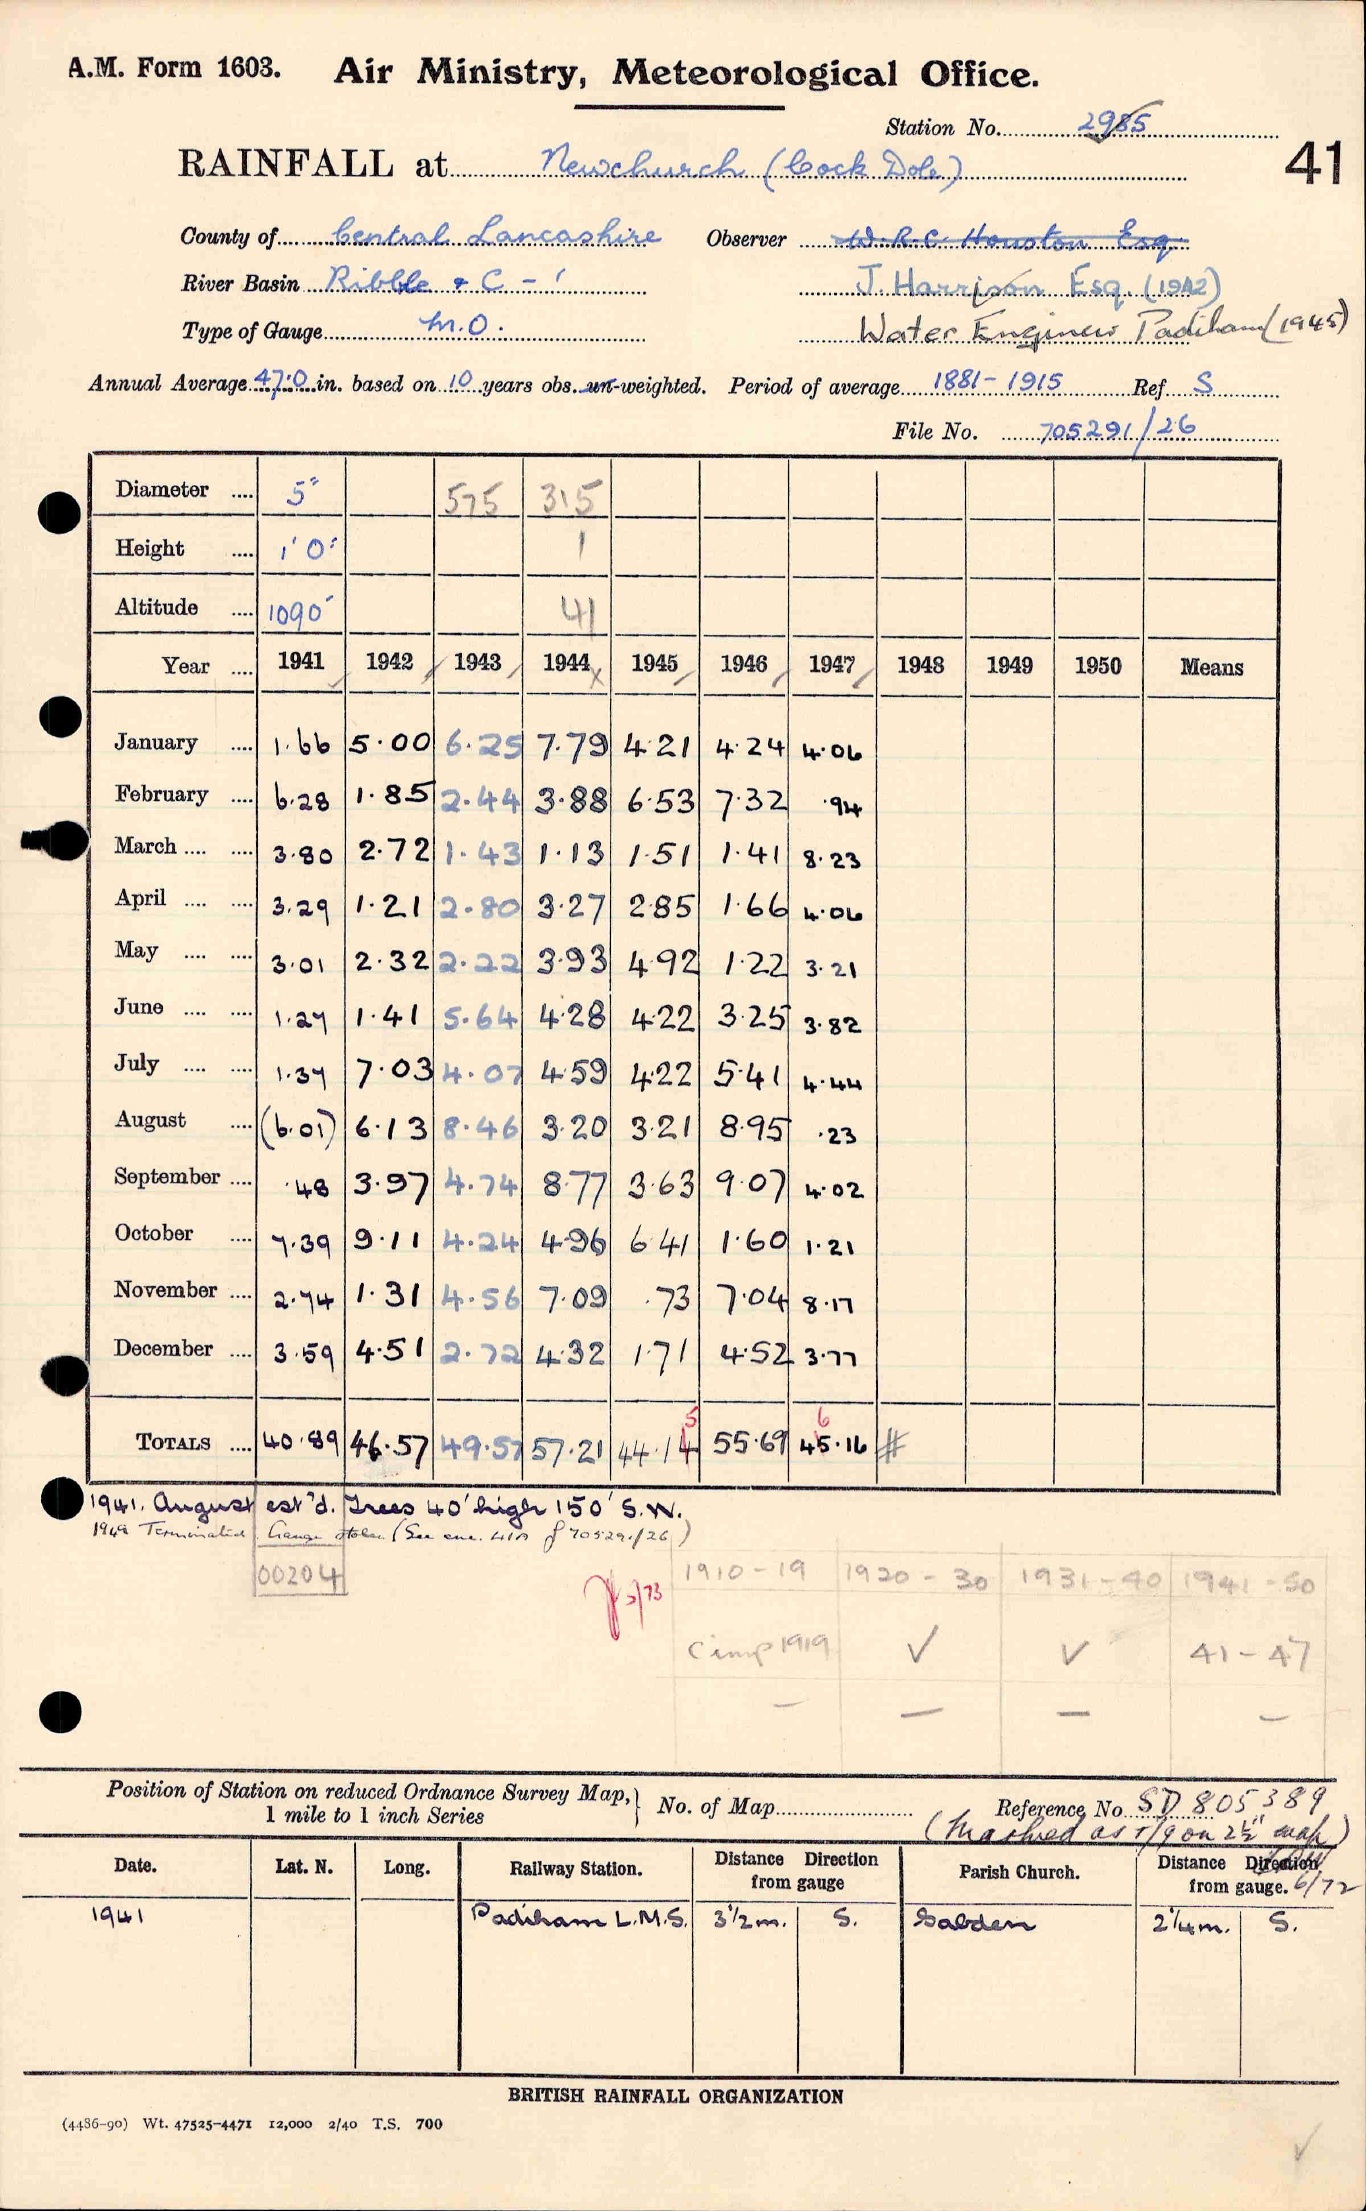 A.M. Form 1603. Air Ministry, Meteorological Office.
Station No. 2985
41
RAINFALL at Newchurch (Cock Dole)
County of Central Lancashire Observer W.R.C. Houston Esq.
River Basin Ribble & C - J. Harrison Esq. (1942)
Type of Gauge M.O. Water Engineer Padiham (1945)
Annual Average 47.0 in. based on 10 years obs. un-weighted. Period of average 1881-1915 Ref S
File No. 705291/26
Diameter .... 5" 575 315
Height .... 1' 0" 1
Altitude .... 1090' 41
Year .... 1941 1942 1943 1944 1945 1946 1947 1948 1949 1950 Means
January .... 1.66 5.00 6.25 7.79 4.21 4.24 4.06
February .... 6.28 1.85 2.44 3.88 6.53 7.32 .94
March .... .... 3.80 2.72 1.43 1.13 1.51 1.41 8.23
April .... .... 3.29 1.21 2.80 3.27 2.85 1.66 4.06
May .... .... 3.01 2.32 2.22 3.93 4.92 1.22 3.21
June .... .... 1.27 1.41 5.64 4.28 4.22 3.25 3.82
July .... .... 1.37 7.03 4.07 4.59 4.22 5.41 4.44
August .... (6.01) 6.13 8.46 3.20 3.21 8.95 .23
September .... .48 3.97 4.74 8.77 3.63 9.07 4.02
October .... 7.39 9.11 4.24 4.96 6.41 1.60 1.21
November .... 2.74 1.31 4.56 7.09 .73 7.04 8.17
December .... 3.59 4.51 2.72 4.32 1.71 4.52 3.77
5 6
TOTALS .... 40.89 46.57 49.57 57.21 44.14 55.69 45.16 #
1941. August est'd. Trees 40' high 150' S.W.
1948 Terminated. Gauge stolen (See enc. 41A of 705291/26)
00204
5/73
1910-19 1920-30 1931-40 1941-50
Comp 1919 ✓ ✓ 41-47
- - - -
Position of Station on reduced Ordnance Survey Map, 1 mile to 1 inch Series } No. of Map Reference No. SD 805389
(Marked as r/g on 2½" map)
6/72
Date. Lat. N. Long. Railway Station. Distance Direction from gauge Parish Church. Distance Direction from gauge.
1941 Padiham L.M.S. 3½ m. S. Sabden 2¼ m. S.
BRITISH RAINFALL ORGANIZATION
(4486-90) Wt. 47525-4471 12,000 2/40 T.S. 700